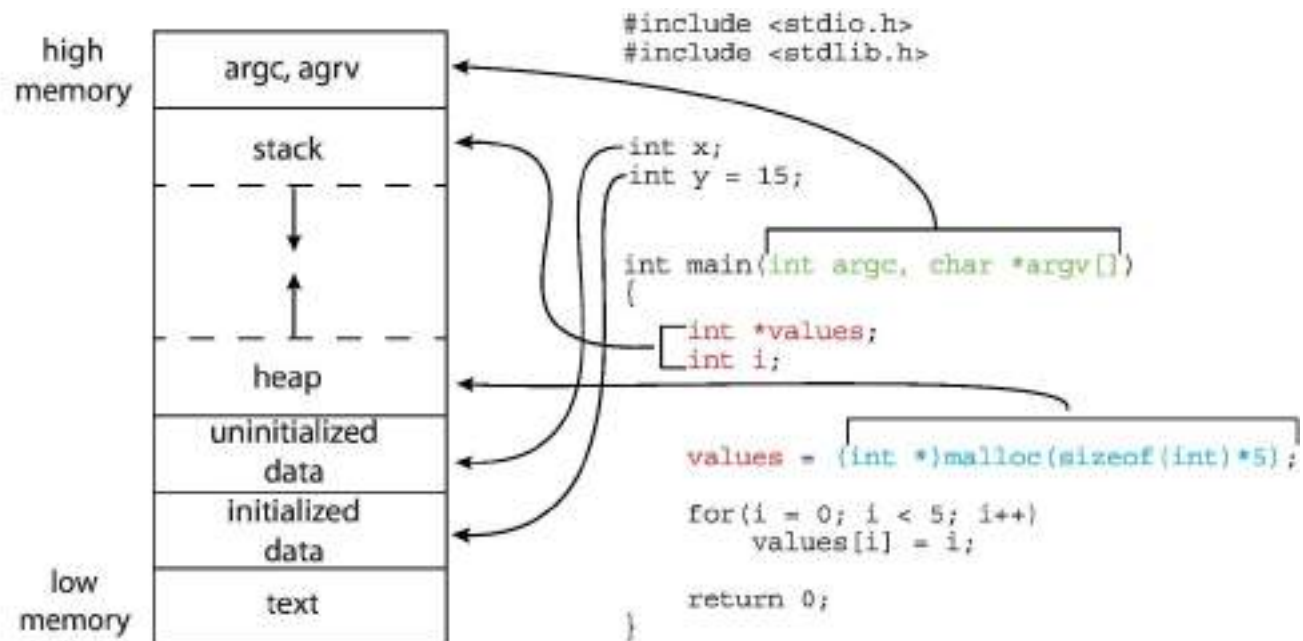 high
memory
argc, agrv
stack
heap
uninitialized
data
initialized
data
low
memory
text
#include <stdio.h>
#include <stdlib.h>
int x;
int y = 15;
int main(int argc, char *argv[])
{
int *values;
int i;
values = (int *)malloc(sizeof(int)*5);
for(i = 0; i < 5; i++)
values[i] = i;
return 0;
}